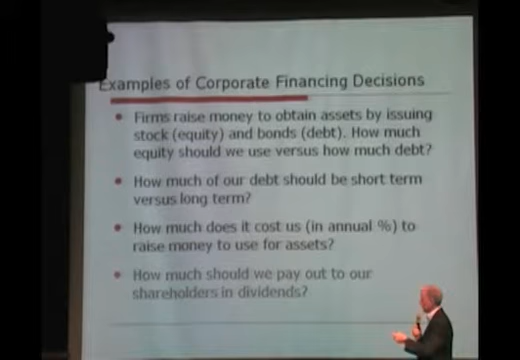 Examples of Corporate Financing Decisions
Firms raise money to obtain assets by issuing
stock (equity) and bonds (debt). How much
equity should we use versus how much debt?
How much of our debt should be short term
versus long term?
How much does it cost us (in annual %) to
raise money to use for assets?
How much should we pay out to our
shareholders in dividends?